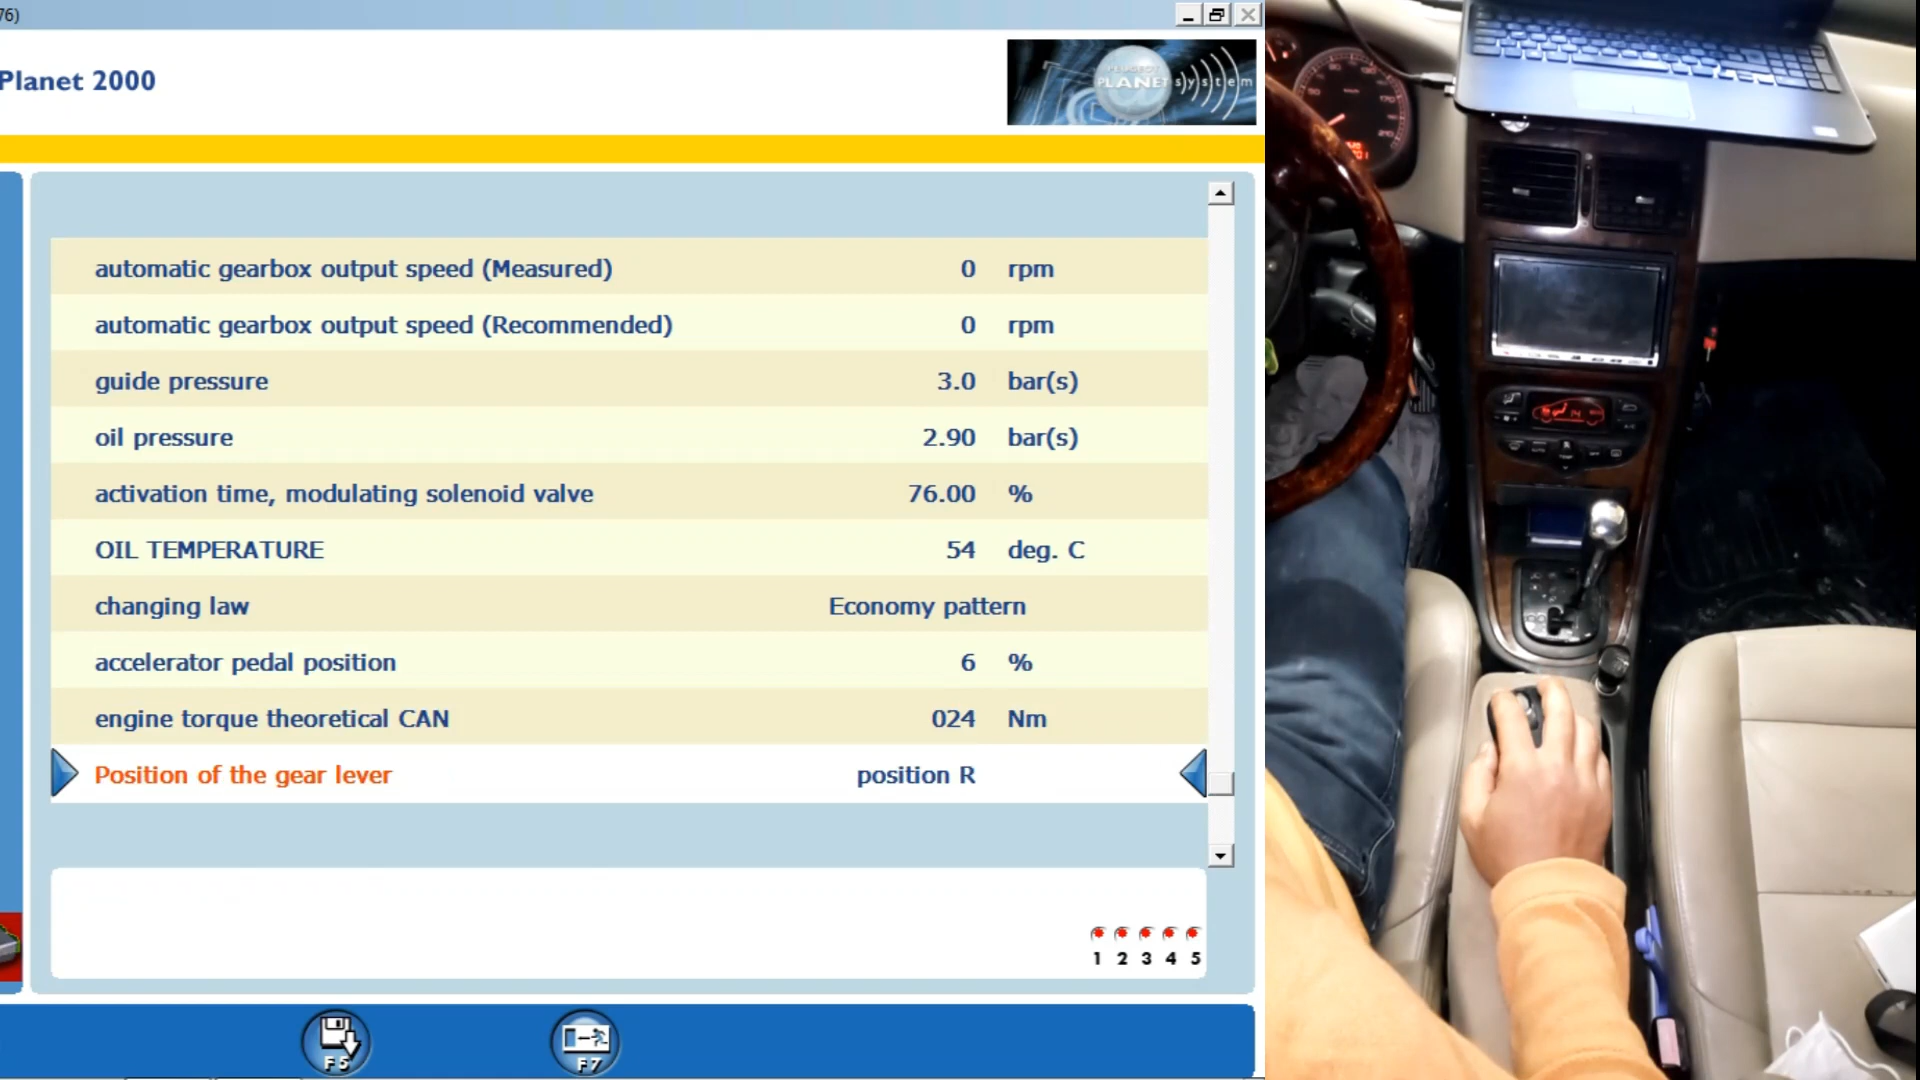 76)
Planet 2000
PEUGEOT
PLANET system
automatic gearbox output speed (Measured) 0 rpm
automatic gearbox output speed (Recommended) 0 rpm
guide pressure 3.0 bar(s)
oil pressure 2.90 bar(s)
activation time, modulating solenoid valve 76.00 %
OIL TEMPERATURE 54 deg. C
changing law Economy pattern
accelerator pedal position 6 %
engine torque theoretical CAN 024 Nm
Position of the gear lever position R
1 2 3 4 5
F5 F7